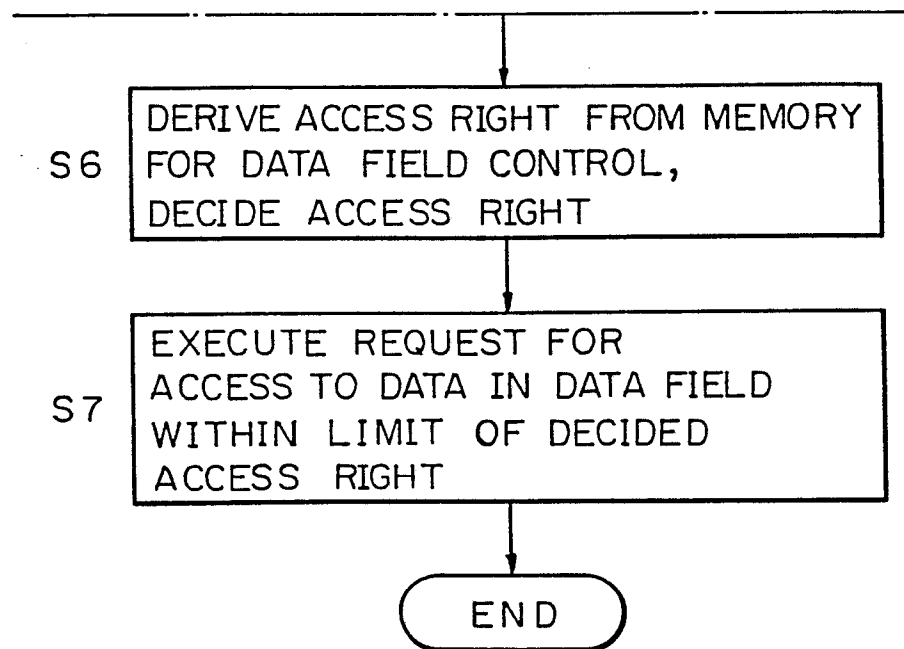 DERIVE ACCESS RIGHT FROM MEMORY
S6 FOR DATA FIELD CONTROL,
DECIDE ACCESS RIGHT
EXECUTE REQUEST FOR
ACCESS TO DATA IN DATA FIELD
S7 WITHIN LIMIT OF DECIDED
ACCESS RIGHT
END